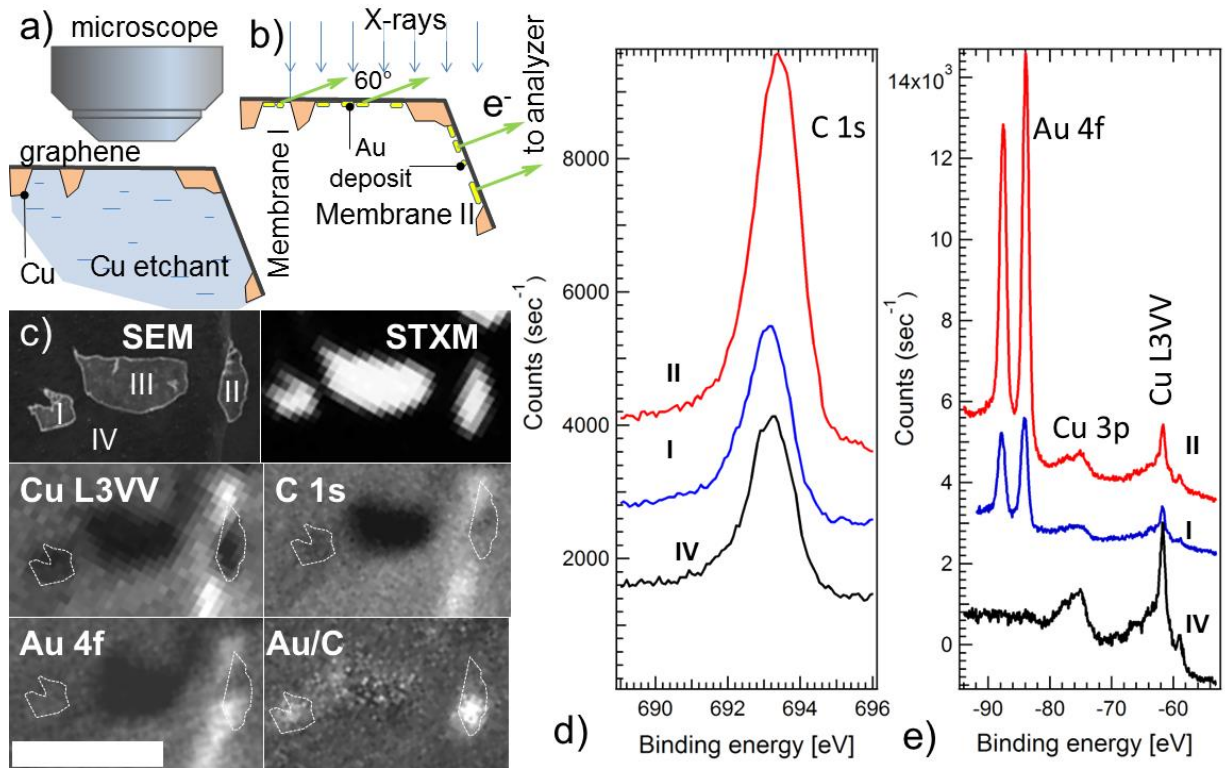 a)
microscope
graphene
Cu
Cu etchant
b)
X-rays
60°
e-
to analyzer
Au
deposit
Membrane I
Membrane II
c)
SEM
I
III
II
IV
STXM
Cu L3VV
C 1s
Au 4f
Au/C
C 1s
8000
6000
4000
2000
Counts (sec-1)
II
I
IV
690
692
694
696
Binding energy [eV]
d)
14x10³
12
10
8
6
4
2
0
Counts (sec-1)
Au 4f
Cu 3p
Cu L3VV
II
I
IV
-90
-80
-70
-60
Binding energy [eV]
e)